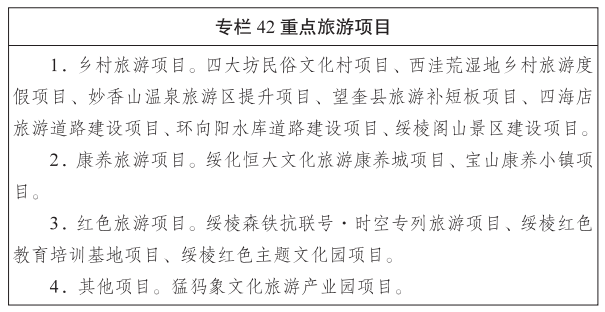 专栏 42 重点旅游项目
1. 乡村旅游项目。四大坊民俗文化村项目、西洼荒湿地乡村旅游度
假项目、妙香山温泉旅游区提升项目、望奎县旅游补短板项目、四海店
旅游道路建设项目、环向阳水库道路建设项目、绥棱阁山景区建设项目。
2. 康养旅游项目。绥化恒大文化旅游康养城项目、宝山康养小镇项
目。
3. 红色旅游项目。绥棱森铁抗联号·时空专列旅游项目、绥棱红色
教育培训基地项目、绥棱红色主题文化园项目。
4. 其他项目。猛犸象文化旅游产业园项目。